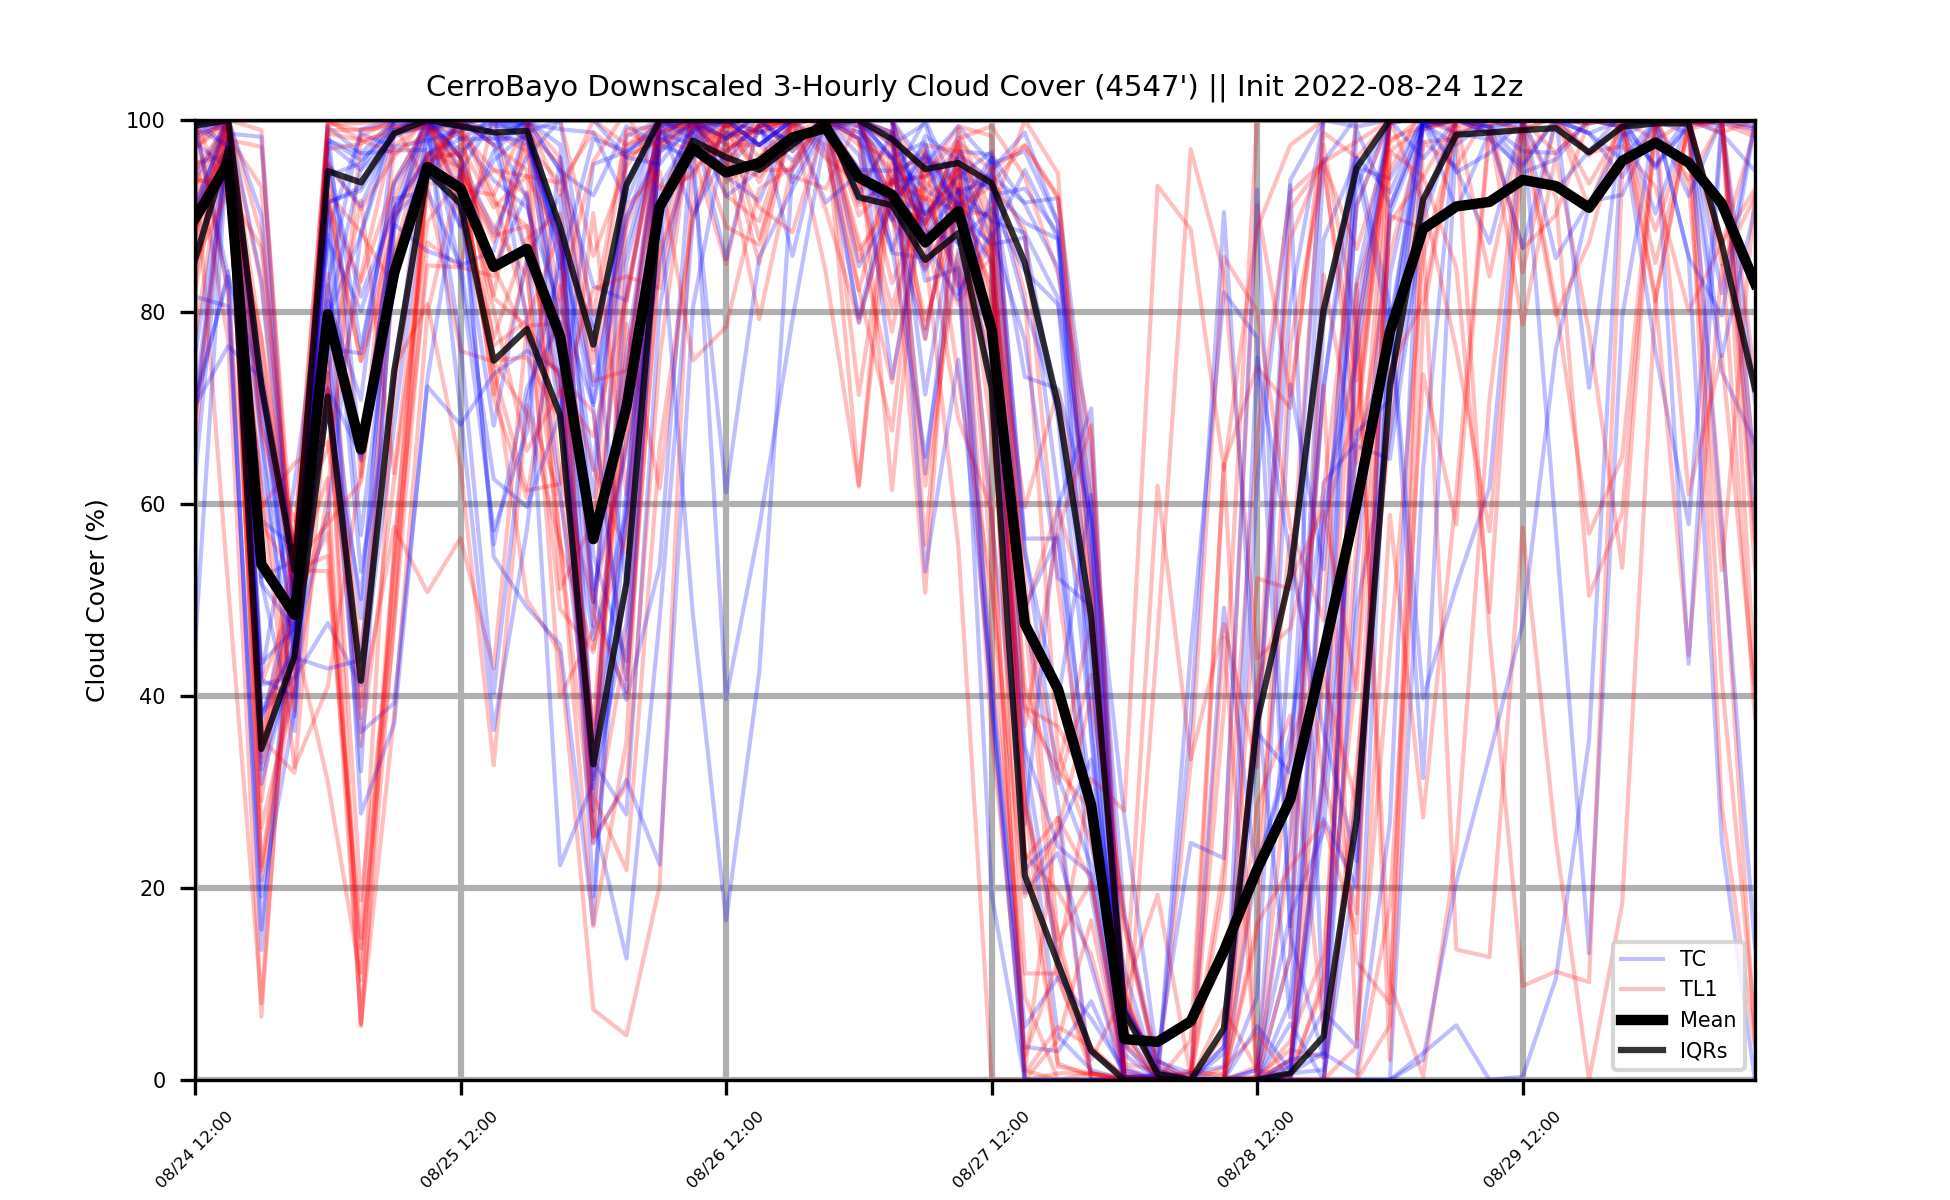 CerroBayo Downscaled 3-Hourly Cloud Cover (4547') || Init 2022-08-24 12z
Cloud Cover (%)
100
80
60
40
20
0
08/24 12:00
08/25 12:00
08/26 12:00
08/27 12:00
08/28 12:00
08/29 12:00
TC
TL1
Mean
IQRs